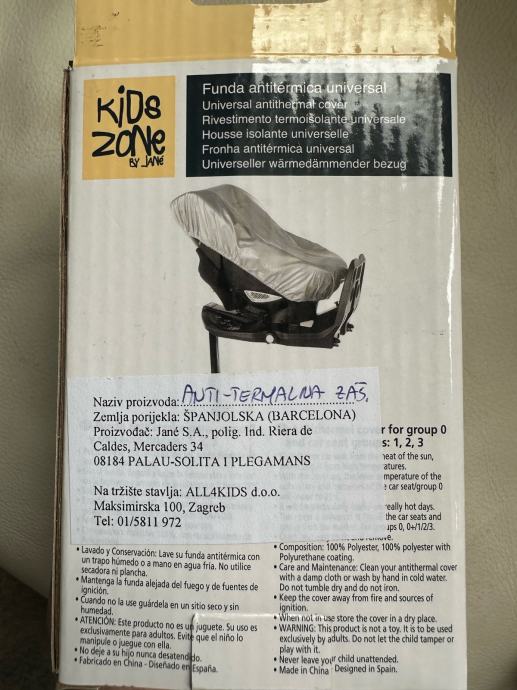 KiDS
ZONE
BY JANÉ
Funda antitérmica universal
Universal antithermal cover
Rivestimento termoisolante universale
Housse isolante universelle
Fronha antitérmica universal
Universeller wärmedämmender bezug
Naziv proizvoda: ANTI-TERMALNA ZAŠ.
Zemlja porijekla: ŠPANJOLSKA (BARCELONA)
Proizvođač: Jané S.A., polig. Ind. Riera de
Caldes, Mercaders 34
08184 PALAU-SOLITA I PLEGAMANS
Na tržište stavlja: ALL4KIDS d.o.o.
Maksimirska 100, Zagreb
Tel: 01/5811 972
r for group 0
s: 1, 2, 3
heat of the sun,
atures.
mperature of the
car seat/group 0
really hot days.
the car seats and
ups 0, 0+/1/2/3.
• Lavado y Conservación: Lave su funda antitérmica con
un trapo húmedo o a mano en agua fría. No utilice
secadora ni plancha.
• Mantenga la funda alejada del fuego y de fuentes de
ignición.
• Cuando no la use guárdela en un sitio seco y sin
humedad.
• ATENCIÓN: Este producto no es un juguete. Su uso es
exclusivamente para adultos. Evite que el niño lo
manipule o juegue con ella.
• No deje a su hijo nunca desatendido.
• Fabricado en China - Diseñado en España.
• Composition: 100% Polyester, 100% polyester with
Polyurethane coating.
• Care and Maintenance: Clean your antithermal cover
with a damp cloth or wash by hand in cold water.
Do not tumble dry and do not iron.
• Keep the cover away from fire and sources of
ignition.
• When not in use store the cover in a dry place.
• WARNING: This product is not a toy. It is to be used
exclusively by adults. Do not let the child tamper or
play with it.
• Never leave your child unattended.
• Made in China Designed in Spain.